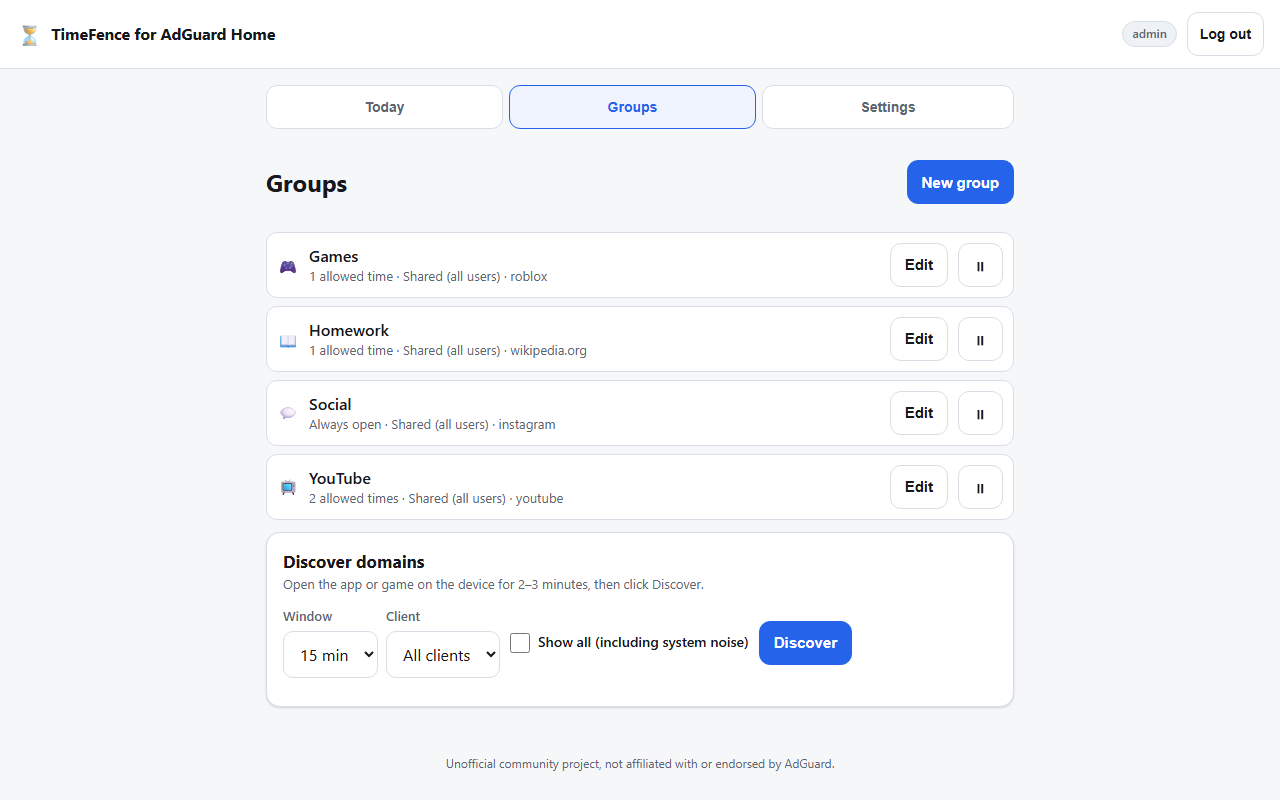 TimeFence for AdGuard Home
admin
Log out
Today
Groups
Settings
Groups
New group
Games
1 allowed time · Shared (all users) · roblox
Edit
Homework
1 allowed time · Shared (all users) · wikipedia.org
Edit
Social
Always open · Shared (all users) · instagram
Edit
YouTube
2 allowed times · Shared (all users) · youtube
Edit
Discover domains
Open the app or game on the device for 2–3 minutes, then click Discover.
Window
Client
15 min
All clients
Show all (including system noise)
Discover
Unofficial community project, not affiliated with or endorsed by AdGuard.